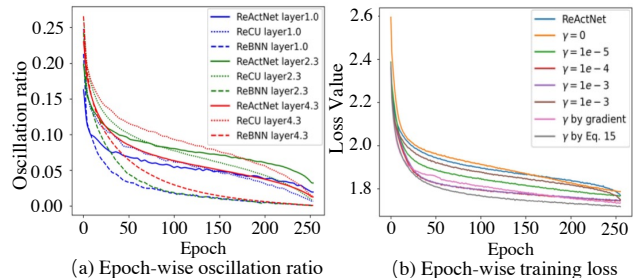 0.25
0.20
0.15
0.10
0.05
0.00
Oscillation ratio
ReActNet layer1.0
ReCU layer1.0
ReBNN layer1.0
ReActNet layer2.3
ReCU layer2.3
ReBNN layer2.3
ReActNet layer4.3
ReCU layer4.3
ReBNN layer4.3
0 50 100 150 200 250
Epoch
(a) Epoch-wise oscillation ratio
2.6
2.4
2.2
2.0
1.8
Loss Value
ReActNet
γ = 0
γ = 1e − 5
γ = 1e − 4
γ = 1e − 3
γ = 1e − 3
γ by gradient
γ by Eq. 15
0 50 100 150 200 250
Epoch
(b) Epoch-wise training loss